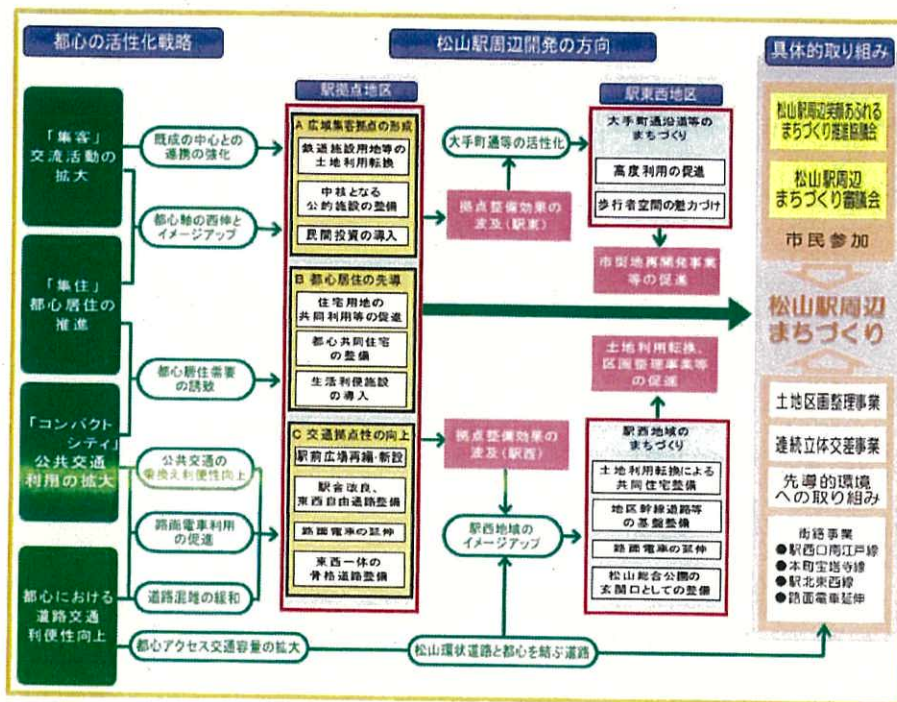 都心の活性化戦略
松山駅周辺開発の方向
具体的取り組み
「集客」
交流活動の
拡大
「集住」
都心居住の
推進
「コンパクト
シティ」
公共交通
利用の拡大
都心における
道路交通
利便性向上
既成の中心との
連携の強化
都心軸の西伸と
イメージアップ
都心居住需要
の誘致
公共交通の
乗換え利便性向上
路面電車利用
の促進
道路混雑の緩和
都心アクセス交通容量の拡大
駅拠点地区
A 広域集客拠点の形成
鉄道施設用地等の
土地利用転換
中核となる
公的施設の整備
民間投資の導入
B 都心居住の先導
住宅用地の
共同利用等の促進
都心共同住宅
の整備
生活利便施設
の導入
C 交通拠点性の向上
駅前広場再編・新設
駅舎改良、
東西自由通路整備
路面電車の延伸
東西一体の
骨格道路整備
大手町通等の活性化
拠点整備効果の
波及(駅東)
拠点整備効果の
波及(駅西)
駅西地域の
イメージアップ
松山環状道路と都心を結ぶ道路
駅東西地区
大手町通沿道等の
まちづくり
高度利用の促進
歩行者空間の魅力づけ
市街地再開発事業
等の促進
土地利用転換、
区画整理事業等
の促進
駅西地域の
まちづくり
土地利用転換による
共同住宅整備
地区幹線道路等
の基盤整備
路面電車の延伸
松山総合公園の
玄関口としての整備
松山駅周辺笑顔あふれる
まちづくり推進協議会
松山駅周辺
まちづくり審議会
市民参加
松山駅周辺
まちづくり
土地区画整理事業
連続立体交差事業
先導的環境
への取り組み
街路事業
●駅西口南江戸線
●本町宝塔寺線
●駅北東西線
●路面電車延伸